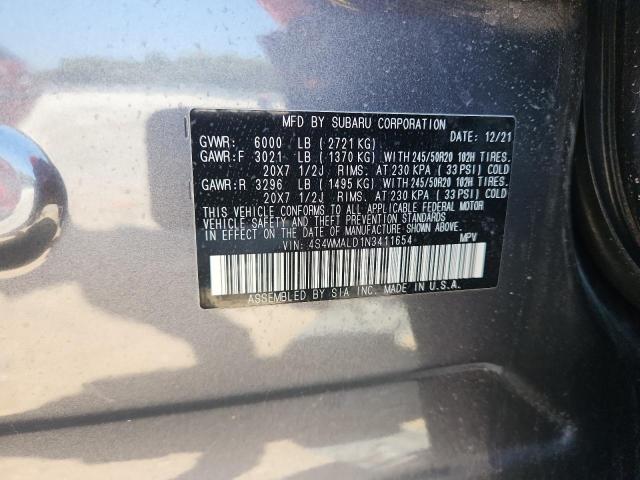 MFD BY SUBARU CORPORATION
GVWR: 6000 LB ( 2721 KG) DATE: 12/21
GAWR:F 3021 LB ( 1370 KG) WITH 245/50R20 102H TIRES.
20X7 1/2J RIMS. AT 230 KPA ( 33 PSI) COLD
GAWR:R 3296 LB ( 1495 KG) WITH 245/50R20 102H TIRES.
20X7 1/2J RIMS. AT 230 KPA ( 33 PSI) COLD
THIS VEHICLE CONFORMS TO ALL APPLICABLE FEDERAL MOTOR
VEHICLE SAFETY AND THEFT PREVENTION STANDARDS
IN EFFECT ON THE DATE OF MANUFACTURE SHOWN ABOVE.
VIN: 4S4WMALD1N3411654 MPV
ASSEMBLED BY SIA INC. MADE IN U.S.A.